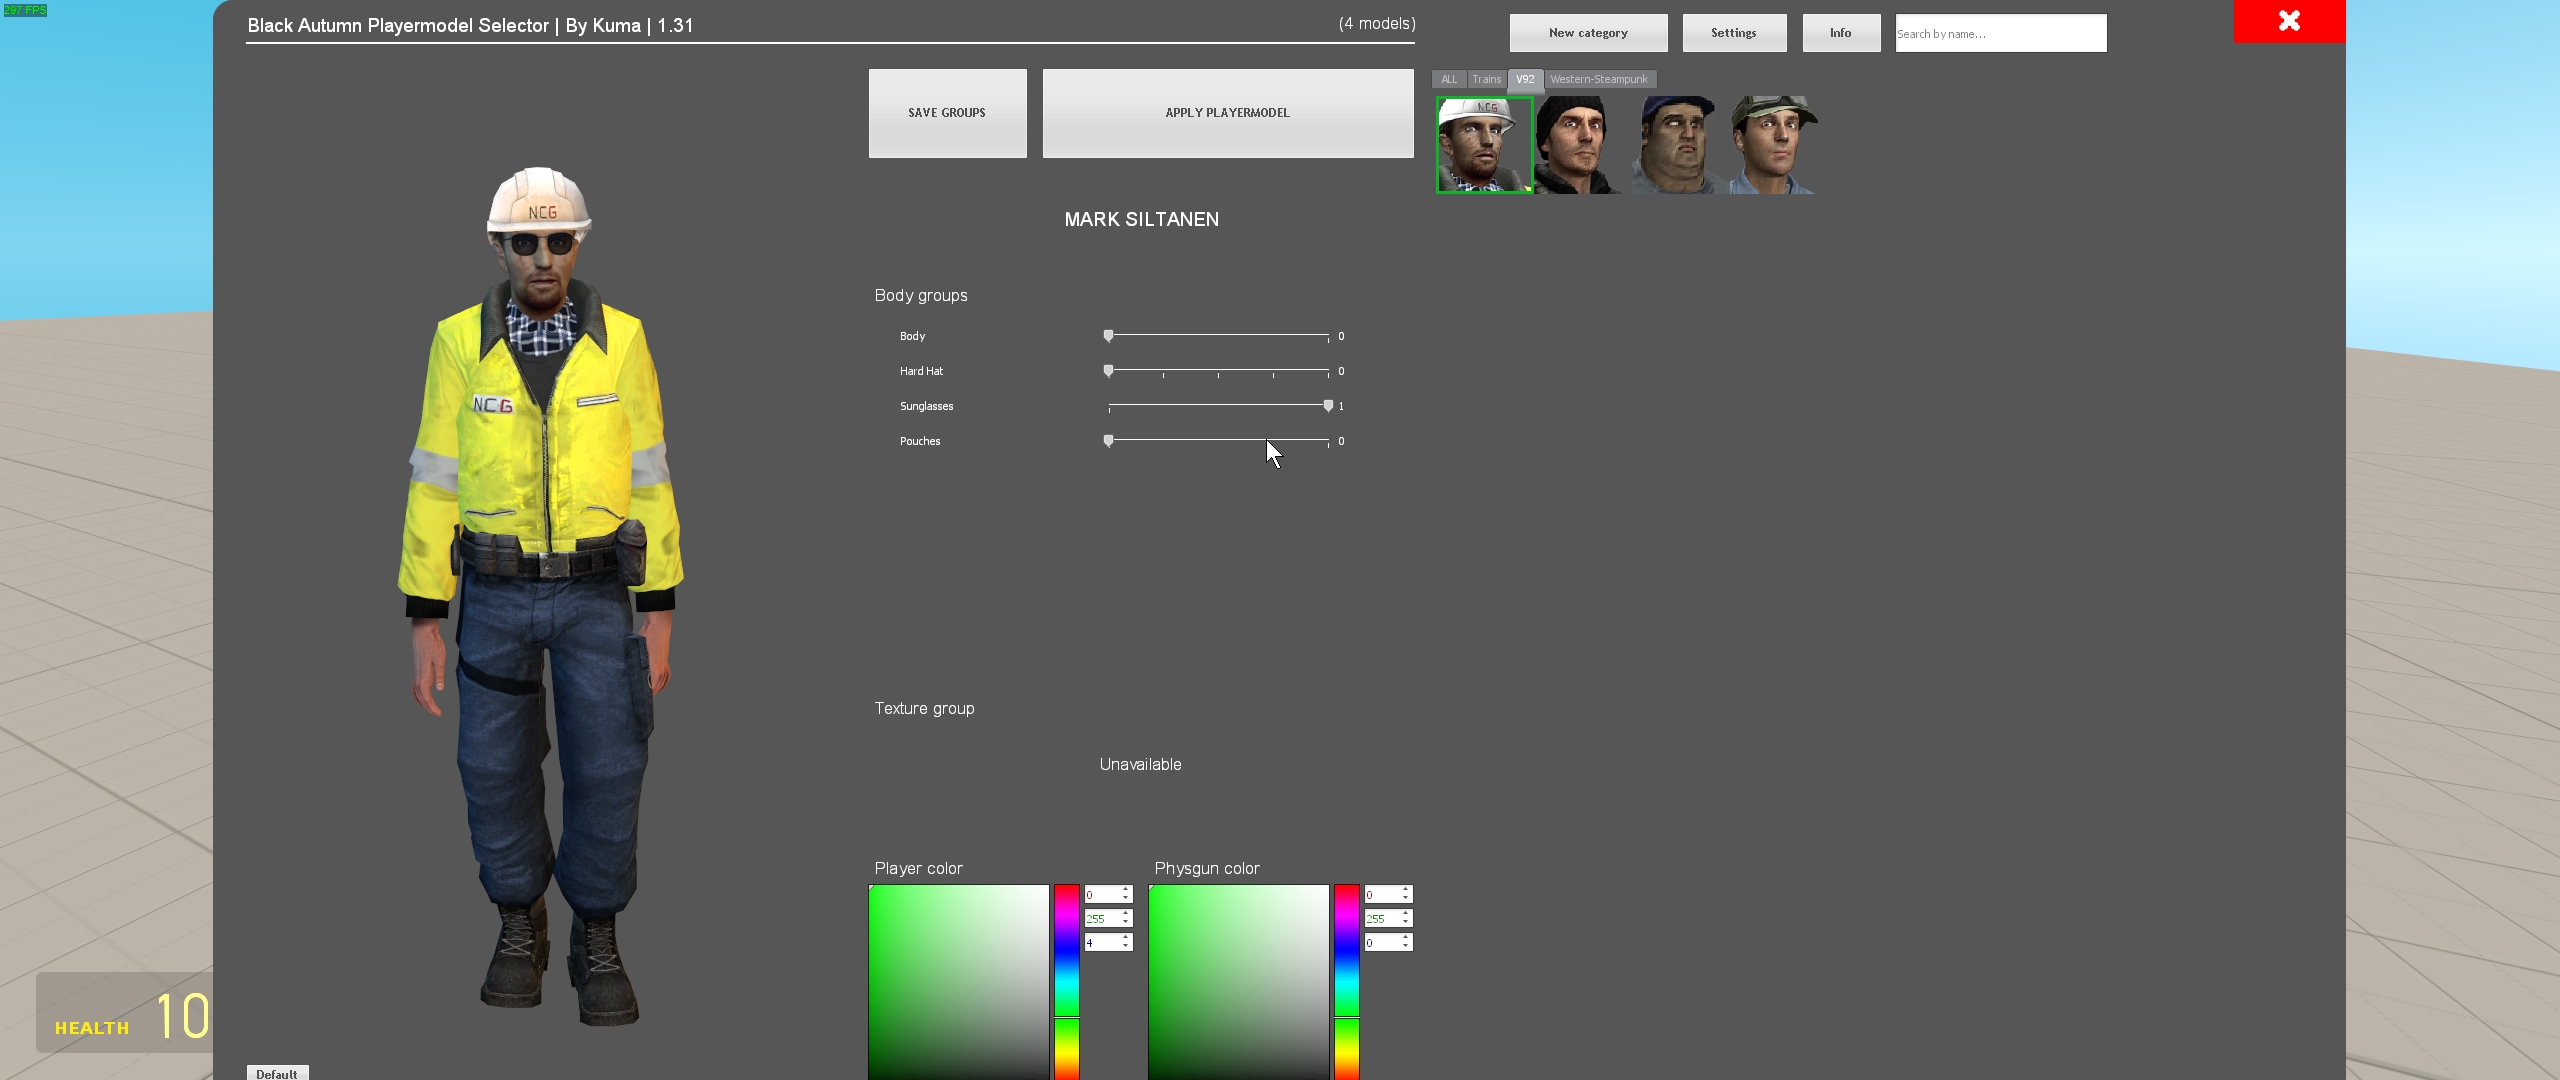 297 FPS
Black Autumn Playermodel Selector | By Kuma | 1.31
(4 models)
New category
Settings
Info
Search by name...
ALL
Trains
V92
Western-Steampunk
NCG
SAVE GROUPS
APPLY PLAYERMODEL
MARK SILTANEN
NCG
NCG
Body groups
Body
0
Hard Hat
0
Sunglasses
1
Pouches
0
Texture group
Unavailable
Player color
Physgun color
0
255
4
0
255
0
HEALTH 10
Default